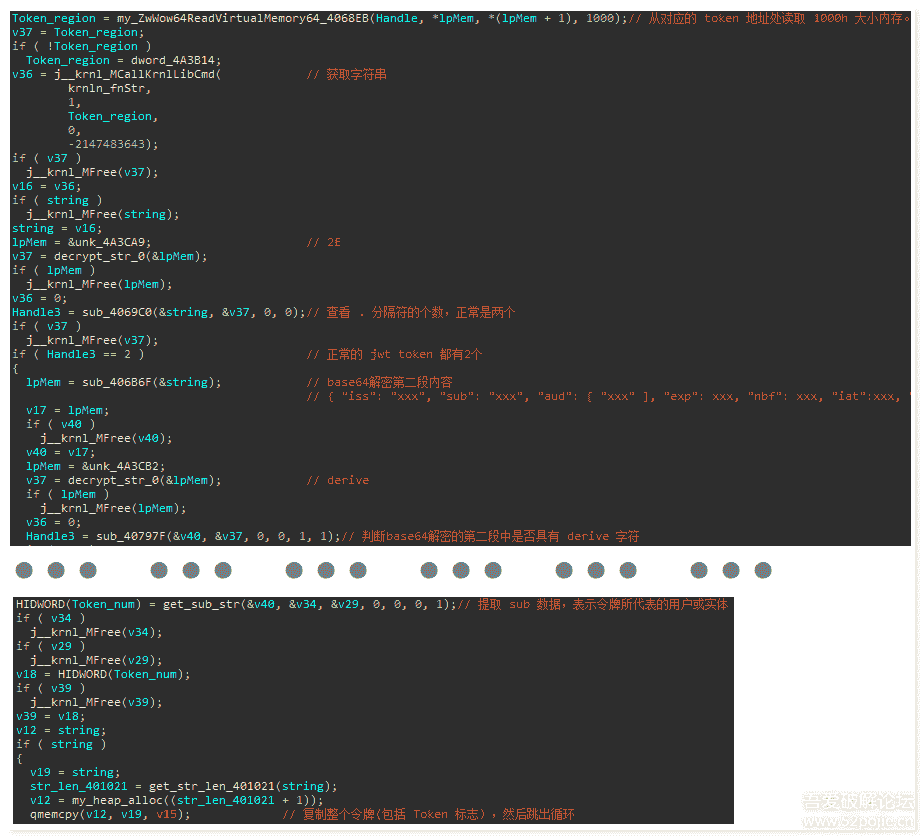 Token_region = my_ZwWow64ReadVirtualMemory64_4068EB(Handle, *lpMem, *(lpMem + 1), 1000);// 从对应的 token 地址处读取 1000h 大小内存。
v37 = Token_region;
if ( !Token_region )
Token_region = dword_4A3B14;
v36 = j__krnl_MCallKrnlLibCmd( // 获取字符串
krnln_fnStr,
1,
Token_region,
0,
-2147483643);
if ( v37 )
j__krnl_MFree(v37);
v16 = v36;
if ( string )
j__krnl_MFree(string);
string = v16;
lpMem = &unk_4A3CA9; // 2E
v37 = decrypt_str_0(&lpMem);
if ( lpMem )
j__krnl_MFree(lpMem);
v36 = 0;
Handle3 = sub_4069C0(&string, &v37, 0, 0);// 查看 . 分隔符的个数，正常是两个
if ( v37 )
j__krnl_MFree(v37);
if ( Handle3 == 2 ) // 正常的 jwt token 都有2个
{
lpMem = sub_406B6F(&string); // base64解密第二段内容
// { "iss": "xxx", "sub": "xxx", "aud": [ "xxx" ], "exp": xxx, "nbf": xxx, "iat":xxx, "
v17 = lpMem;
if ( v40 )
j__krnl_MFree(v40);
v40 = v17;
lpMem = &unk_4A3CB2;
v37 = decrypt_str_0(&lpMem); // derive
if ( lpMem )
j__krnl_MFree(lpMem);
v36 = 0;
Handle3 = sub_40797F(&v40, &v37, 0, 0, 1, 1);// 判断base64解密的第二段中是否具有 derive 字符
HIDWORD(Token_num) = get_sub_str(&v40, &v34, &v29, 0, 0, 0, 1);// 提取 sub 数据，表示令牌所代表的用户或实体
if ( v34 )
j__krnl_MFree(v34);
if ( v29 )
j__krnl_MFree(v29);
v18 = HIDWORD(Token_num);
if ( v39 )
j__krnl_MFree(v39);
v39 = v18;
v12 = string;
if ( string )
{
v19 = string;
str_len_401021 = get_str_len_401021(string);
v12 = my_heap_alloc((str_len_401021 + 1));
qmemcpy(v12, v19, v15); // 复制整个令牌(包括 Token 标志)，然后跳出循环
吾爱破解论坛
www.52pojie.cn